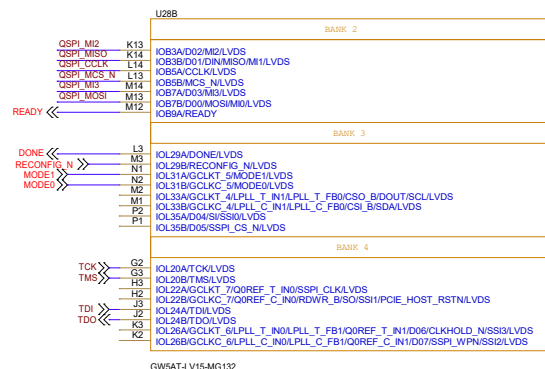 U28B
BANK 2
QSPI_MI2 K13 IOB3A/D02/MI2/LVDS
QSPI_MISO K14 IOB3B/D01/DIN/MISO/MI1/LVDS
QSPI_CCLK L14 IOB5A/CCLK/LVDS
QSPI_MCS_N L13 IOB5B/MCS_N/LVDS
QSPI_MI3 M14 IOB7A/D03/MI3/LVDS
QSPI_MOSI M13 IOB7B/D00/MOSI/MI0/LVDS
READY M12 IOB9A/READY
BANK 3
DONE L3 IOL29A/DONE/LVDS
RECONFIG_N M3 IOL29B/RECONFIG_N/LVDS
MODE1 N1 IOL31A/GCLKT_5/MODE1/LVDS
MODE0 N2 IOL31B/GCLKC_5/MODE0/LVDS
M2 IOL33A/GCLKT_4/LPLL_T_IN1/LPLL_T_FB0/CSO_B/DOUT/SCL/LVDS
M1 IOL33B/GCLKC_4/LPLL_C_IN1/LPLL_C_FB0/CSI_B/SDA/LVDS
P2 IOL35A/D04/SI/SSI0/LVDS
P1 IOL35B/D05/SSPI_CS_N/LVDS
BANK 4
TCK G2 IOL20A/TCK/LVDS
TMS G3 IOL20B/TMS/LVDS
H3 IOL22A/GCLKT_7/Q0REF_T_IN0/SSPI_CLK/LVDS
H2 IOL22B/GCLKC_7/Q0REF_C_IN0/RDWR_B/SO/SSI1/PCIE_HOST_RSTN/LVDS
TDI J3 IOL24A/TDI/LVDS
TDO J2 IOL24B/TDO/LVDS
K3 IOL26A/GCLKT_6/LPLL_T_IN0/LPLL_T_FB1/Q0REF_T_IN1/D06/CLKHOLD_N/SSI3/LVDS
K2 IOL26B/GCLKC_6/LPLL_C_IN0/LPLL_C_FB1/Q0REF_C_IN1/D07/SSPI_WPN/SSI2/LVDS
GW5AT-LV15-MG132